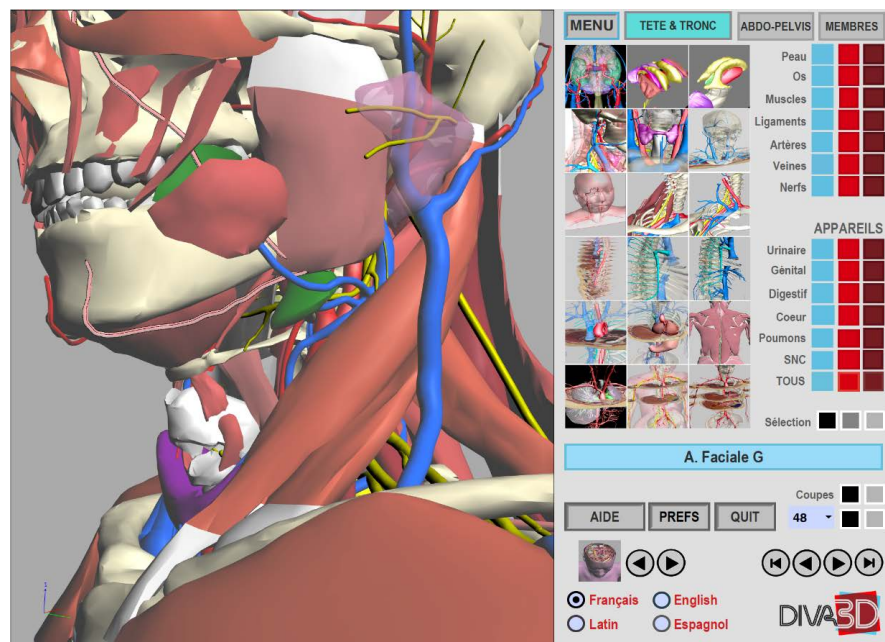 MENU
TETE & TRONC
ABDO-PELVIS
MEMBRES
Peau
Os
Muscles
Ligaments
Artères
Veines
Nerfs
APPAREILS
Urinaire
Génital
Digestif
Coeur
Poumons
SNC
TOUS
Sélection
A. Faciale G
Coupes
AIDE
PREFS
QUIT
48
Français
English
Latin
Espagnol
DIVA3D